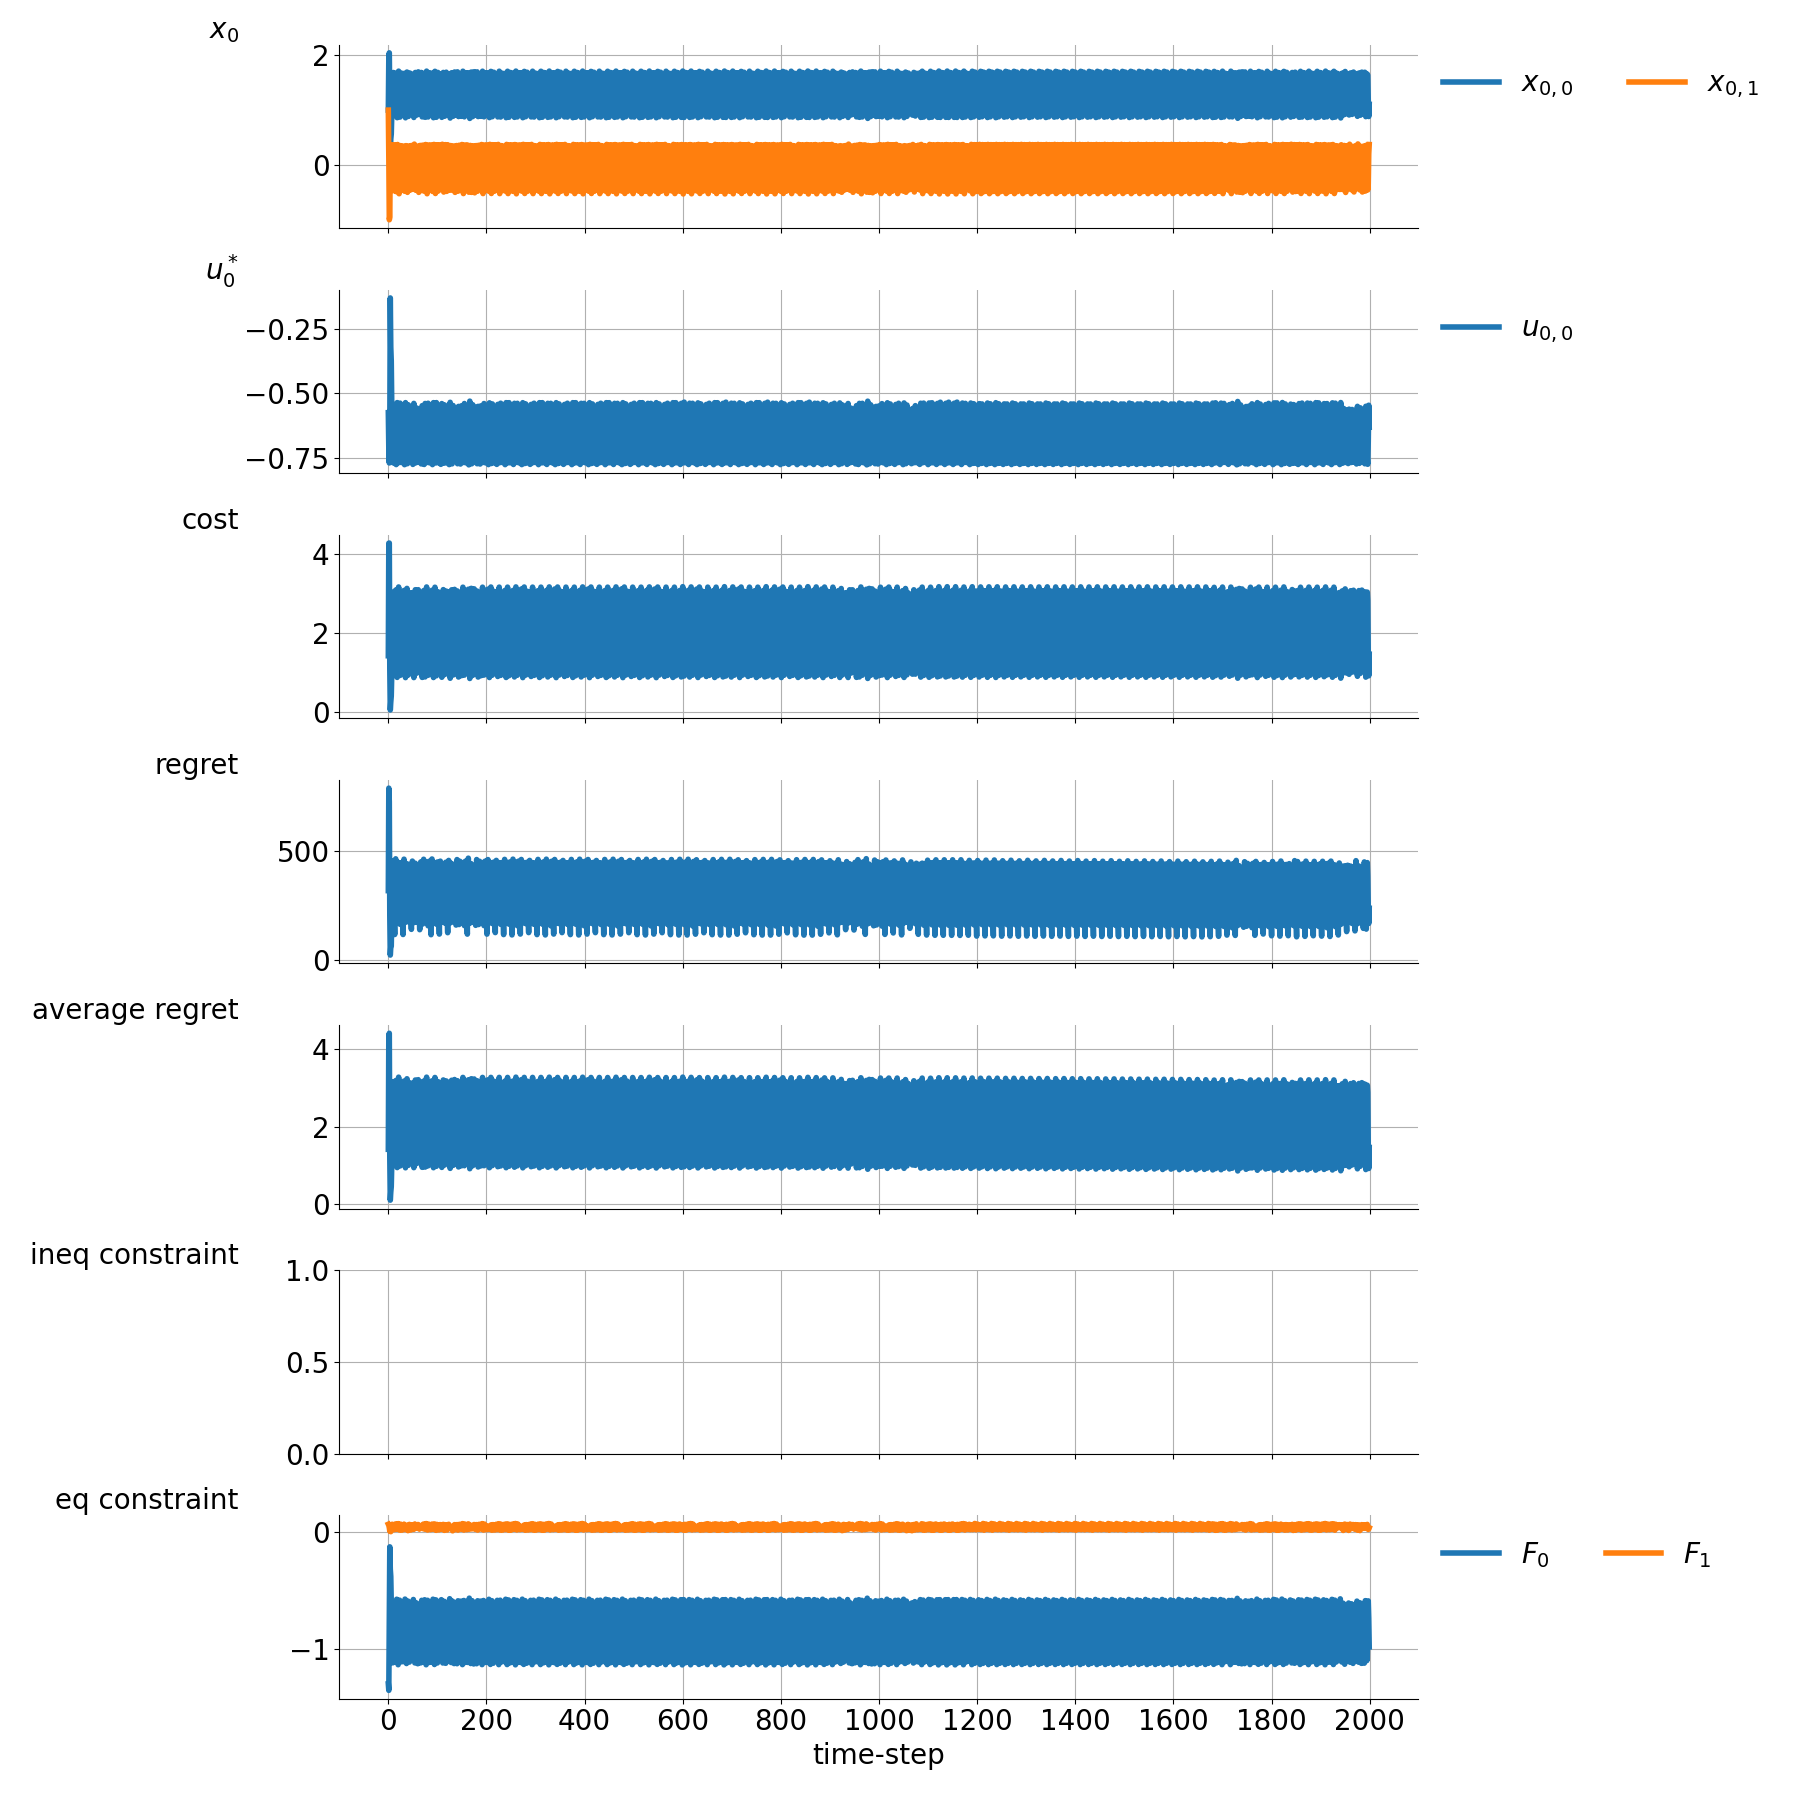 x0
2
0
x0,0 x0,1
u0*
−0.25
−0.50
−0.75
u0,0
cost
4
2
0
regret
500
0
average regret
4
2
0
ineq constraint
1.0
0.5
0.0
eq constraint
0
−1
F0 F1
0 200 400 600 800 1000 1200 1400 1600 1800 2000
time-step